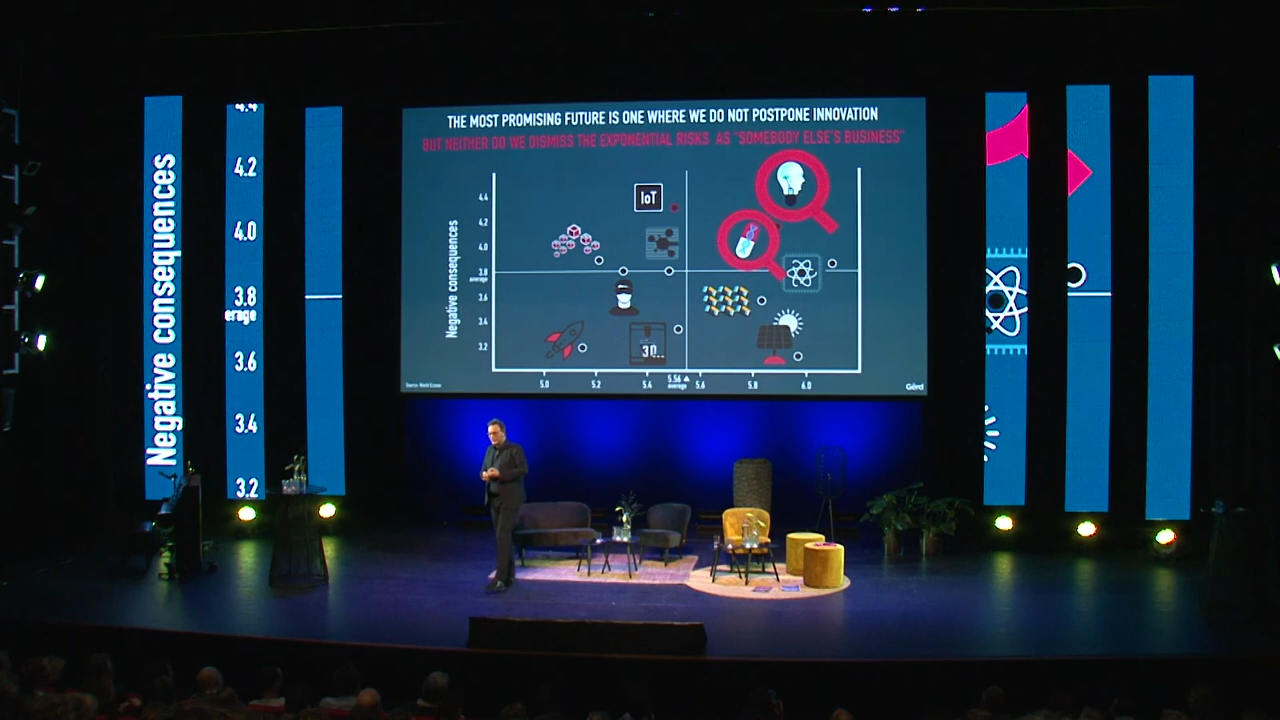 THE MOST PROMISING FUTURE IS ONE WHERE WE DO NOT POSTPONE INNOVATION
BUT NEITHER DO WE DISMISS THE EXPONENTIAL RISKS AS "SOMEBODY ELSE'S BUSINESS"
Negative consequences
4.4
4.2
4.0
3.8
average
3.6
3.4
3.2
IoT
3D
5.0
5.2
5.4
5.56
average
5.6
5.8
6.0
Gerd
Negative consequences
4.4
4.2
4.0
3.8
erage
3.6
3.4
3.2